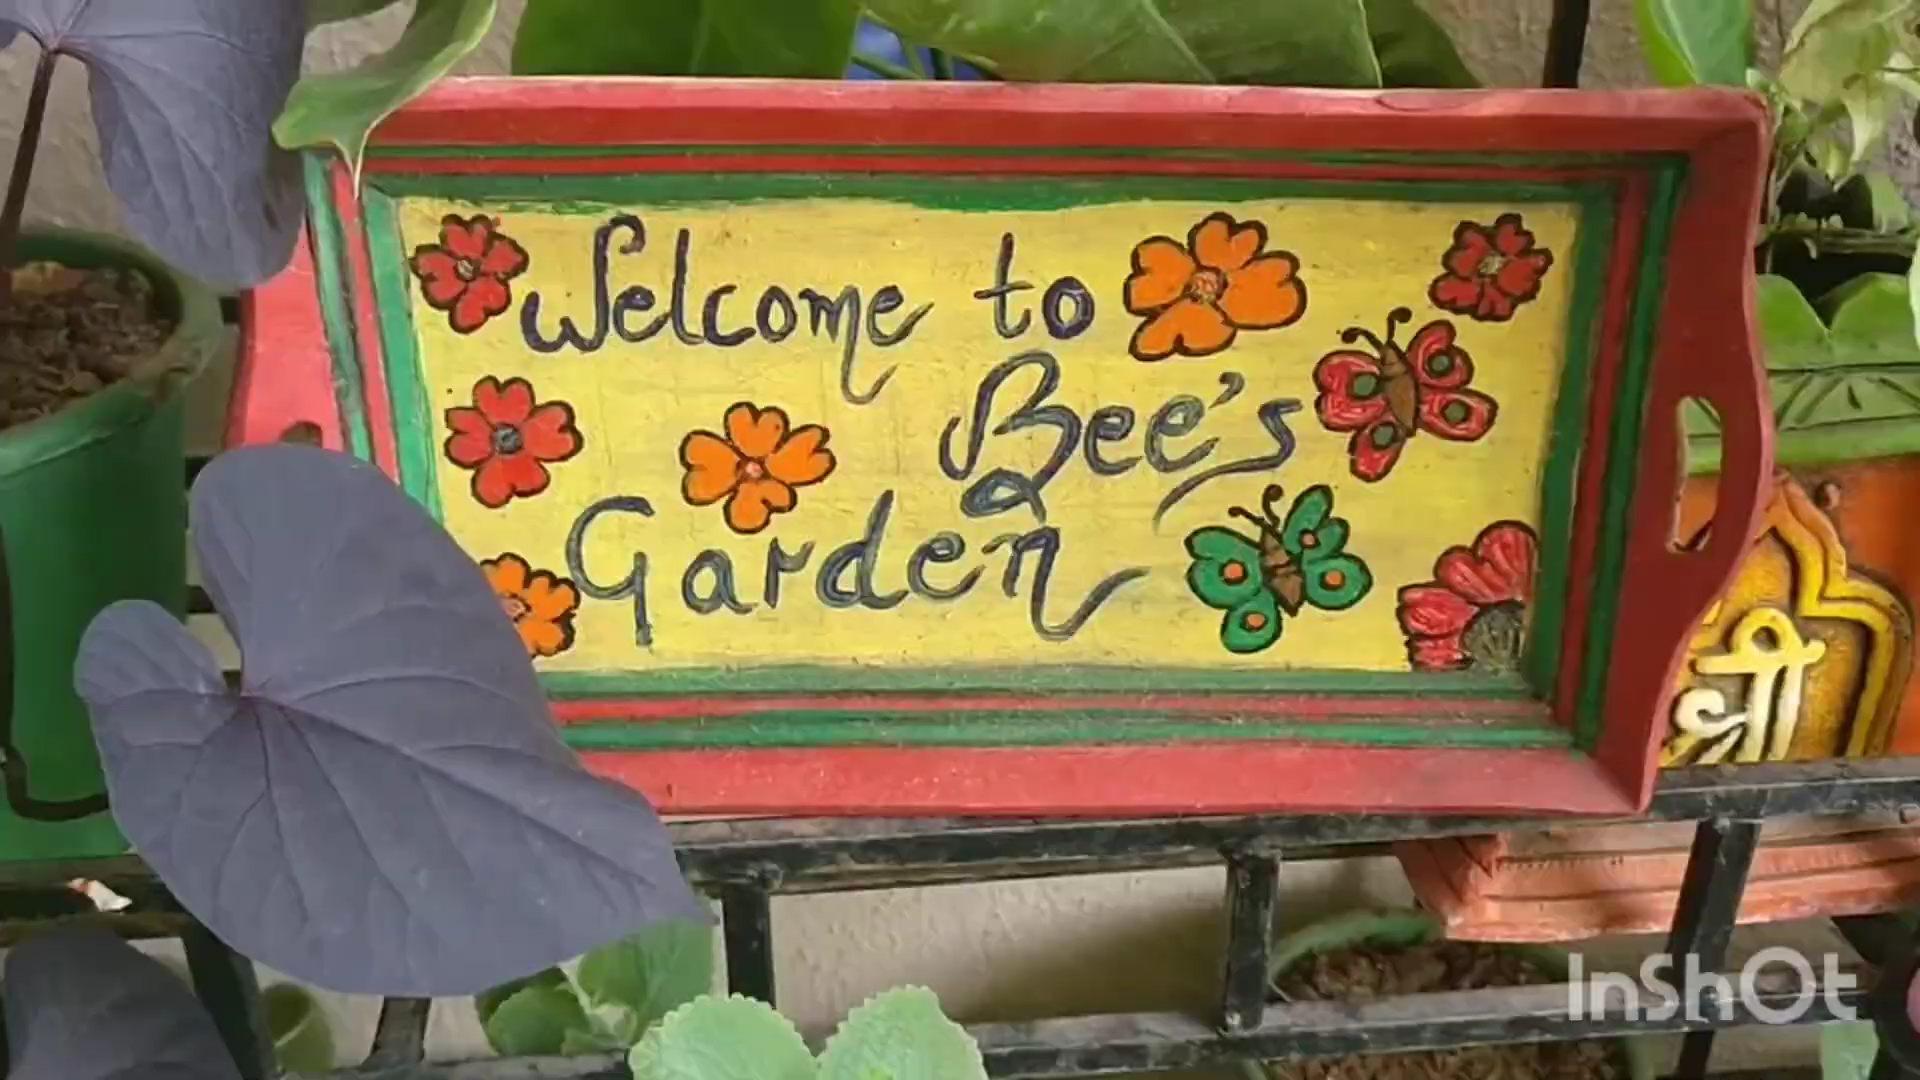 Welcome to
Bee's
Garden
श्री
InShOt